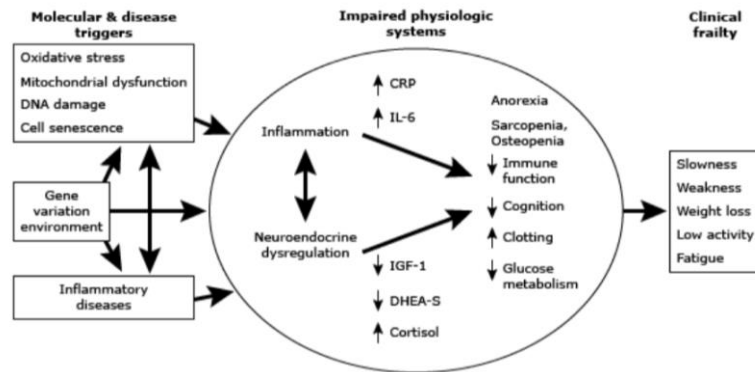 Molecular & disease
triggers
Oxidative stress
Mitochondrial dysfunction
DNA damage
Cell senescence
Gene
variation
environment
Inflammatory
diseases
Impaired physiologic
systems
↑ CRP
↑ IL-6
Inflammation
Neuroendocrine
dysregulation
↓ IGF-1
↓ DHEA-S
↑ Cortisol
Anorexia
Sarcopenia,
Osteopenia
↓ Immune
function
↓ Cognition
↑ Clotting
↓ Glucose
metabolism
Clinical
frailty
Slowness
Weakness
Weight loss
Low activity
Fatigue